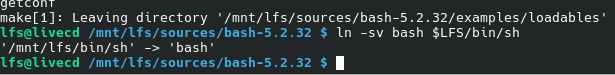 getconf
make[1]: Leaving directory '/mnt/lfs/sources/bash-5.2.32/examples/loadables'
lfs@livecd /mnt/lfs/sources/bash-5.2.32 $ ln -sv bash $LFS/bin/sh
'/mnt/lfs/bin/sh' -> 'bash'
lfs@livecd /mnt/lfs/sources/bash-5.2.32 $